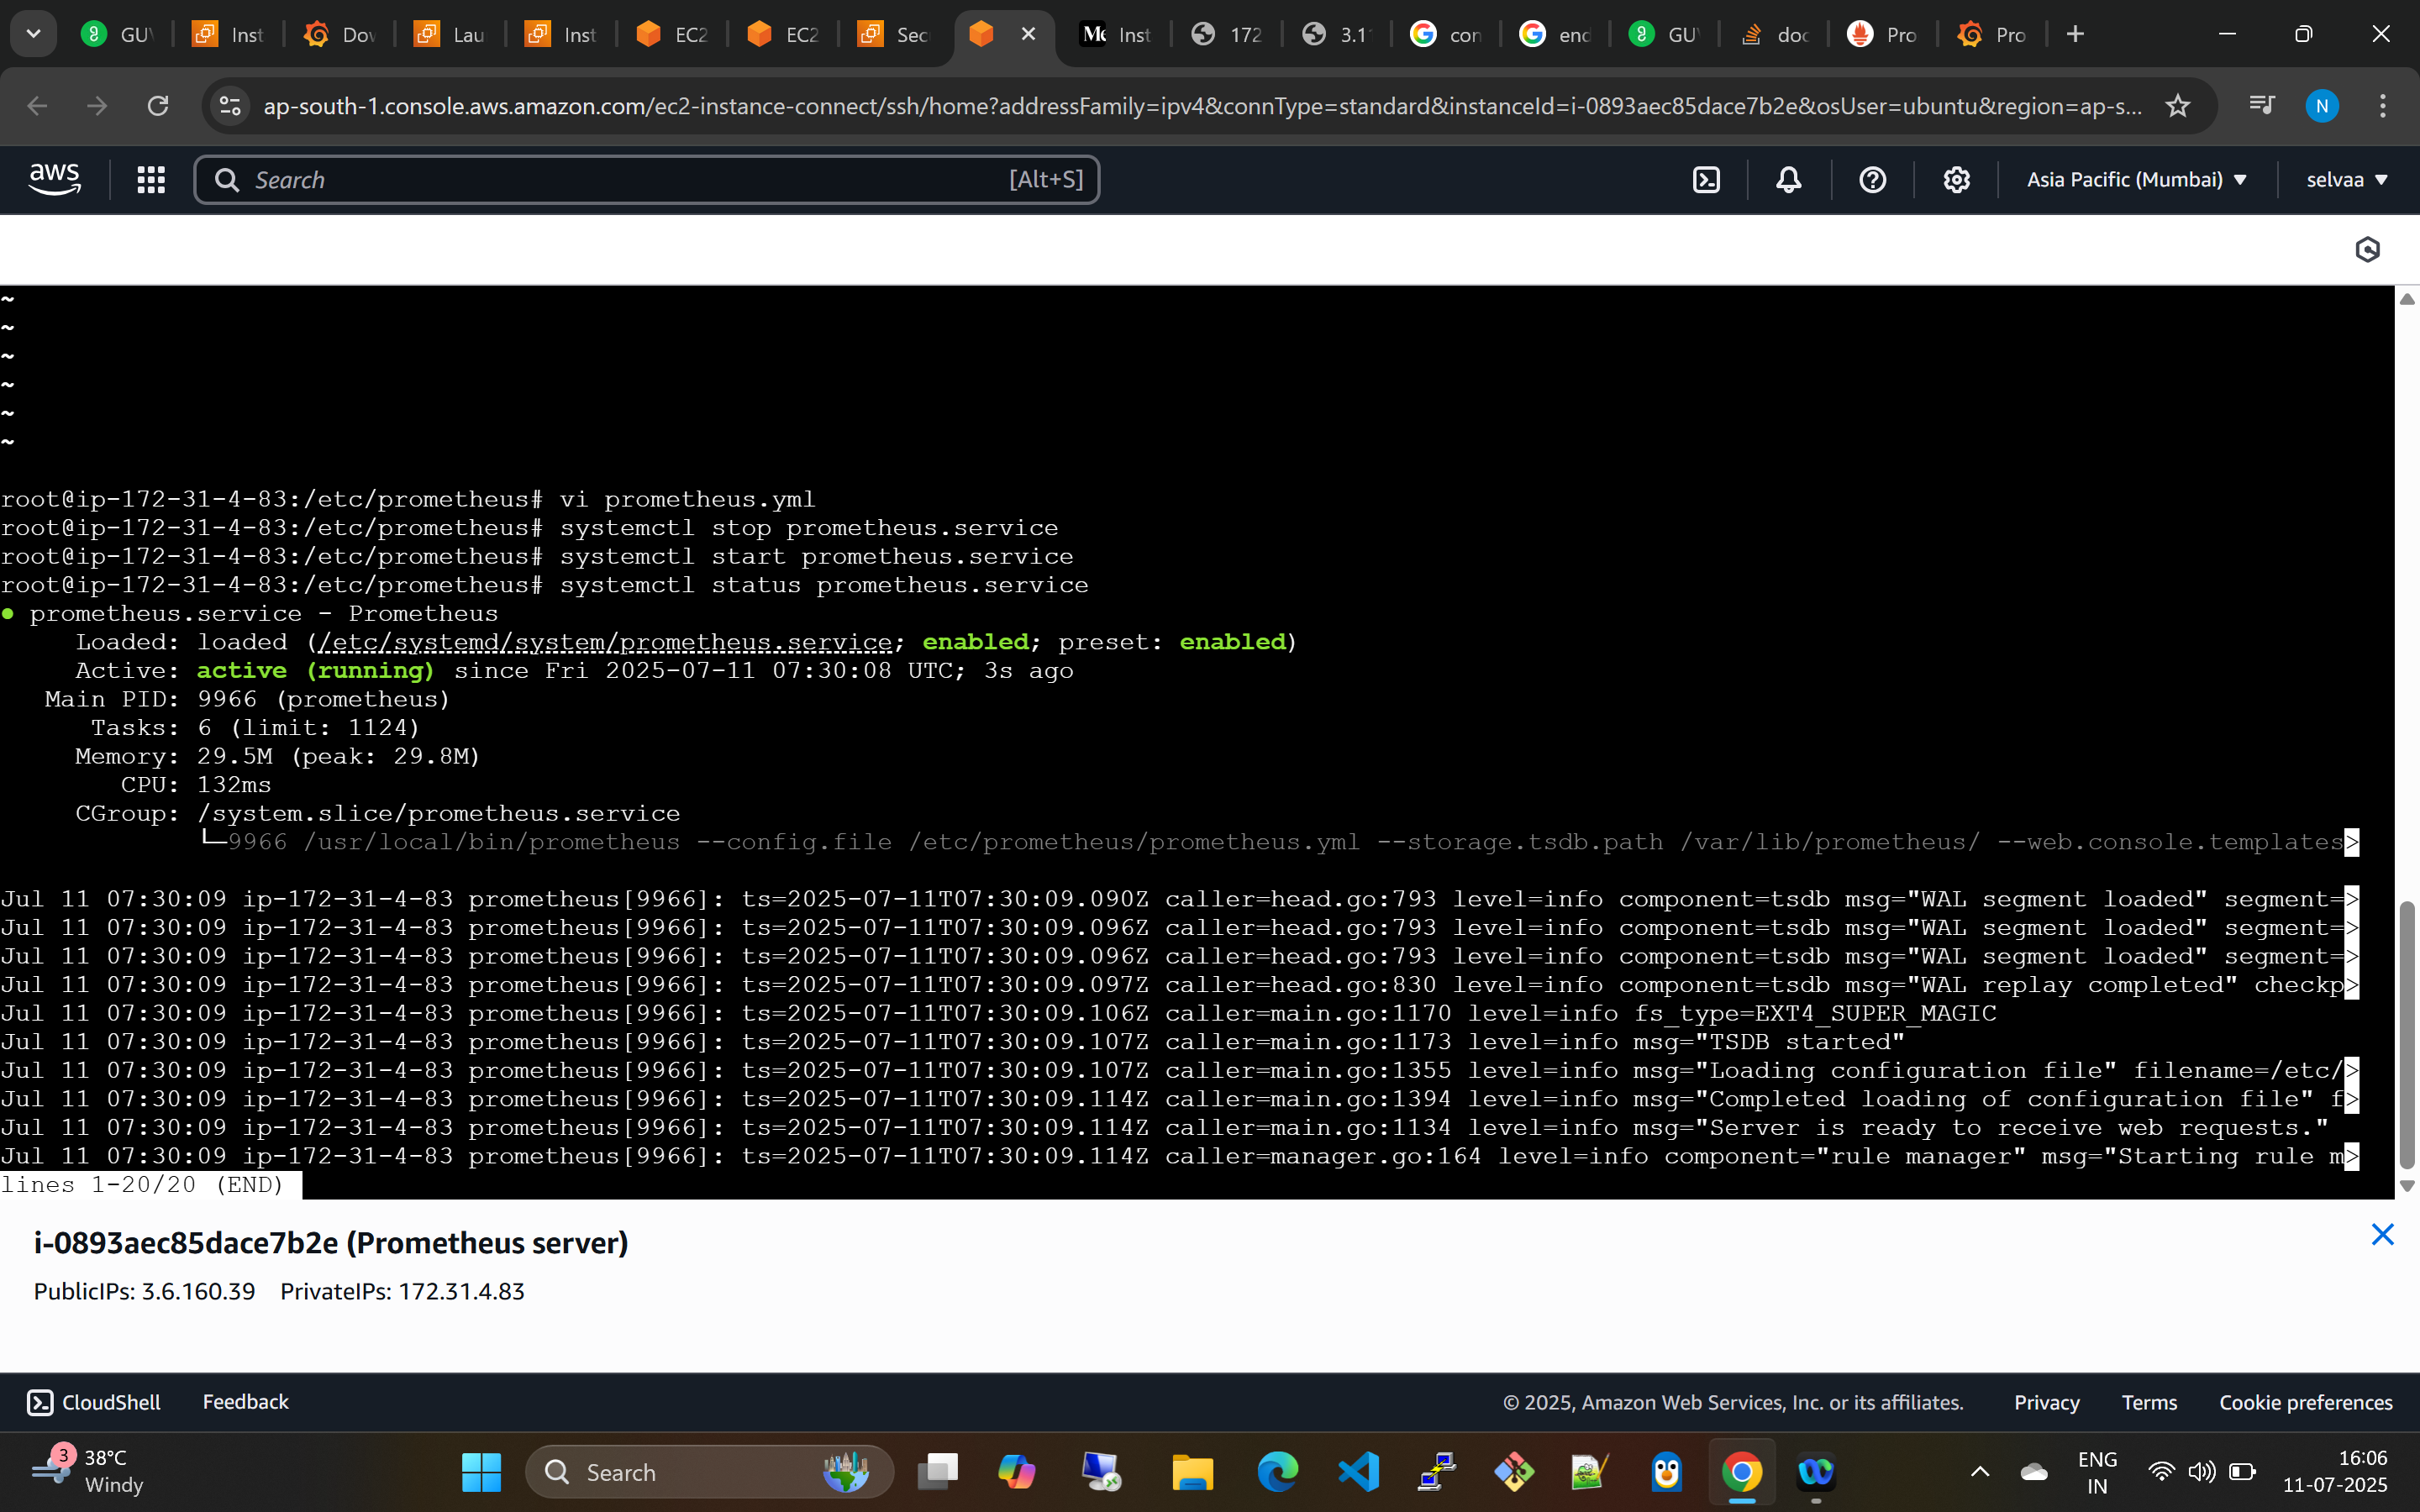 GU
Inst
Dov
Lau
Inst
EC2
EC2
Sec
Inst
172
3.1
con
end
GU
doc
Pro
Pro
ap-south-1.console.aws.amazon.com/ec2-instance-connect/ssh/home?addressFamily=ipv4&connType=standard&instanceId=i-0893aec85dace7b2e&osUser=ubuntu&region=ap-s...
N
aws
Search
[Alt+S]
Asia Pacific (Mumbai)
selvaa
~
~
~
~
~
~
root@ip-172-31-4-83:/etc/prometheus# vi prometheus.yml
root@ip-172-31-4-83:/etc/prometheus# systemctl stop prometheus.service
root@ip-172-31-4-83:/etc/prometheus# systemctl start prometheus.service
root@ip-172-31-4-83:/etc/prometheus# systemctl status prometheus.service
● prometheus.service - Prometheus
Loaded: loaded (/etc/systemd/system/prometheus.service; enabled; preset: enabled)
Active: active (running) since Fri 2025-07-11 07:30:08 UTC; 3s ago
Main PID: 9966 (prometheus)
Tasks: 6 (limit: 1124)
Memory: 29.5M (peak: 29.8M)
CPU: 132ms
CGroup: /system.slice/prometheus.service
└─9966 /usr/local/bin/prometheus --config.file /etc/prometheus/prometheus.yml --storage.tsdb.path /var/lib/prometheus/ --web.console.templates>
Jul 11 07:30:09 ip-172-31-4-83 prometheus[9966]: ts=2025-07-11T07:30:09.090Z caller=head.go:793 level=info component=tsdb msg="WAL segment loaded" segment=>
Jul 11 07:30:09 ip-172-31-4-83 prometheus[9966]: ts=2025-07-11T07:30:09.096Z caller=head.go:793 level=info component=tsdb msg="WAL segment loaded" segment=>
Jul 11 07:30:09 ip-172-31-4-83 prometheus[9966]: ts=2025-07-11T07:30:09.096Z caller=head.go:793 level=info component=tsdb msg="WAL segment loaded" segment=>
Jul 11 07:30:09 ip-172-31-4-83 prometheus[9966]: ts=2025-07-11T07:30:09.097Z caller=head.go:830 level=info component=tsdb msg="WAL replay completed" checkp>
Jul 11 07:30:09 ip-172-31-4-83 prometheus[9966]: ts=2025-07-11T07:30:09.106Z caller=main.go:1170 level=info fs_type=EXT4_SUPER_MAGIC
Jul 11 07:30:09 ip-172-31-4-83 prometheus[9966]: ts=2025-07-11T07:30:09.107Z caller=main.go:1173 level=info msg="TSDB started"
Jul 11 07:30:09 ip-172-31-4-83 prometheus[9966]: ts=2025-07-11T07:30:09.107Z caller=main.go:1355 level=info msg="Loading configuration file" filename=/etc/>
Jul 11 07:30:09 ip-172-31-4-83 prometheus[9966]: ts=2025-07-11T07:30:09.114Z caller=main.go:1394 level=info msg="Completed loading of configuration file" f>
Jul 11 07:30:09 ip-172-31-4-83 prometheus[9966]: ts=2025-07-11T07:30:09.114Z caller=main.go:1134 level=info msg="Server is ready to receive web requests."
Jul 11 07:30:09 ip-172-31-4-83 prometheus[9966]: ts=2025-07-11T07:30:09.114Z caller=manager.go:164 level=info component="rule manager" msg="Starting rule m>
lines 1-20/20 (END)
i-0893aec85dace7b2e (Prometheus server)
PublicIPs: 3.6.160.39 PrivateIPs: 172.31.4.83
CloudShell
Feedback
© 2025, Amazon Web Services, Inc. or its affiliates.
Privacy
Terms
Cookie preferences
3
38°C
Windy
Search
ENG
IN
16:06
11-07-2025